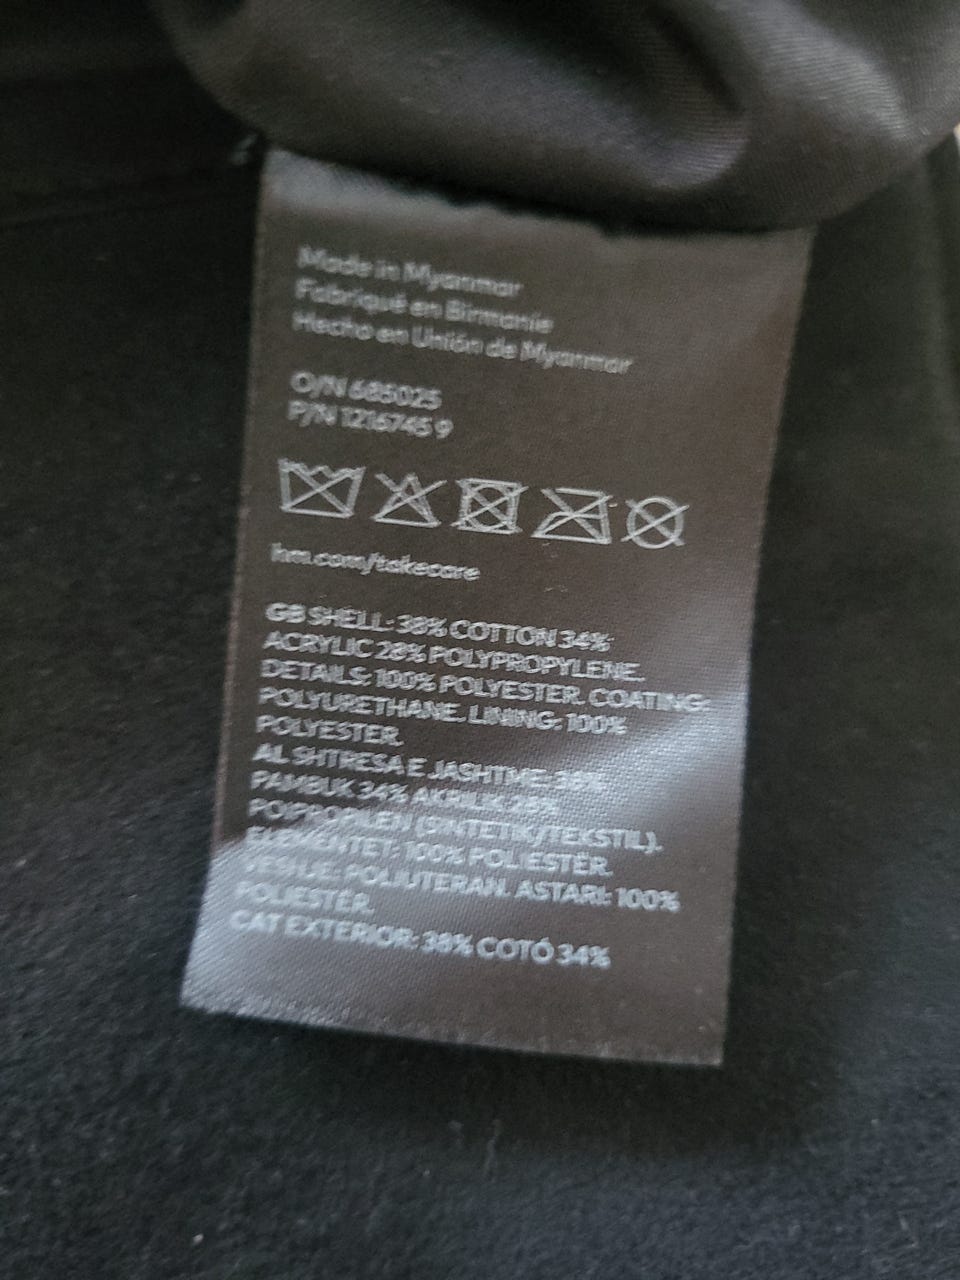 Made in Myanmar
Fabriqué en Birmanie
Hecho en Unión de Myanmar
O/N 685025
P/N 1216745 9
hm.com/takecare
GB SHELL: 38% COTTON 34%
ACRYLIC 28% POLYPROPYLENE.
DETAILS: 100% POLYESTER. COATING:
POLYURETHANE. LINING: 100%
POLYESTER.
AL SHTRESA E JASHTME: 38%
PAMBUK 34% AKRILIK 28%
POLIPROPILEN (SINTETIK/TEKSTIL).
ELEMENTET: 100% POLIESTËR.
VESHJE: POLIUTERAN. ASTARI: 100%
POLIESTËR.
CAT EXTERIOR: 38% COTÓ 34%